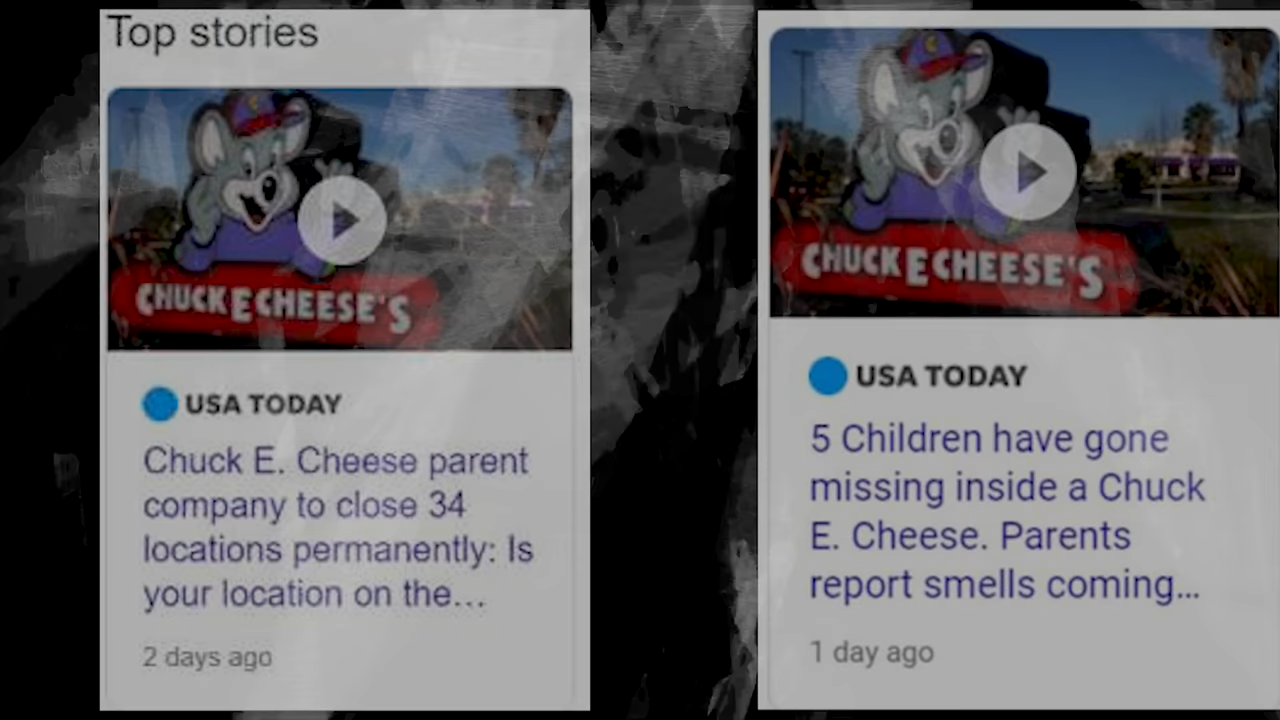 Top stories
CHUCK E CHEESE'S
USA TODAY
Chuck E. Cheese parent
company to close 34
locations permanently: Is
your location on the...
2 days ago
CHUCK E CHEESE'S
USA TODAY
5 Children have gone
missing inside a Chuck
E. Cheese. Parents
report smells coming...
1 day ago